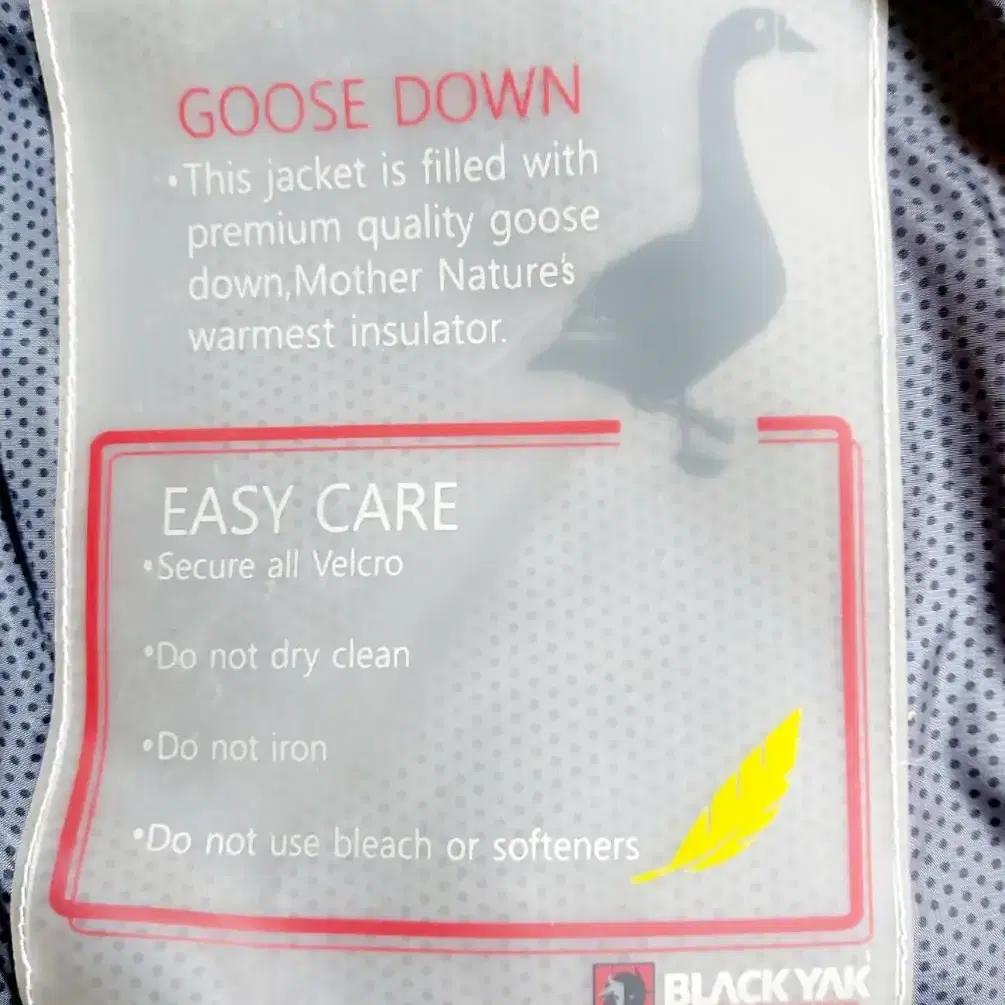 GOOSE DOWN
•This jacket is filled with
premium quality goose
down,Mother Nature's
warmest insulator.
EASY CARE
•Secure all Velcro
•Do not dry clean
•Do not iron
•Do not use bleach or softeners
BLACKYAK